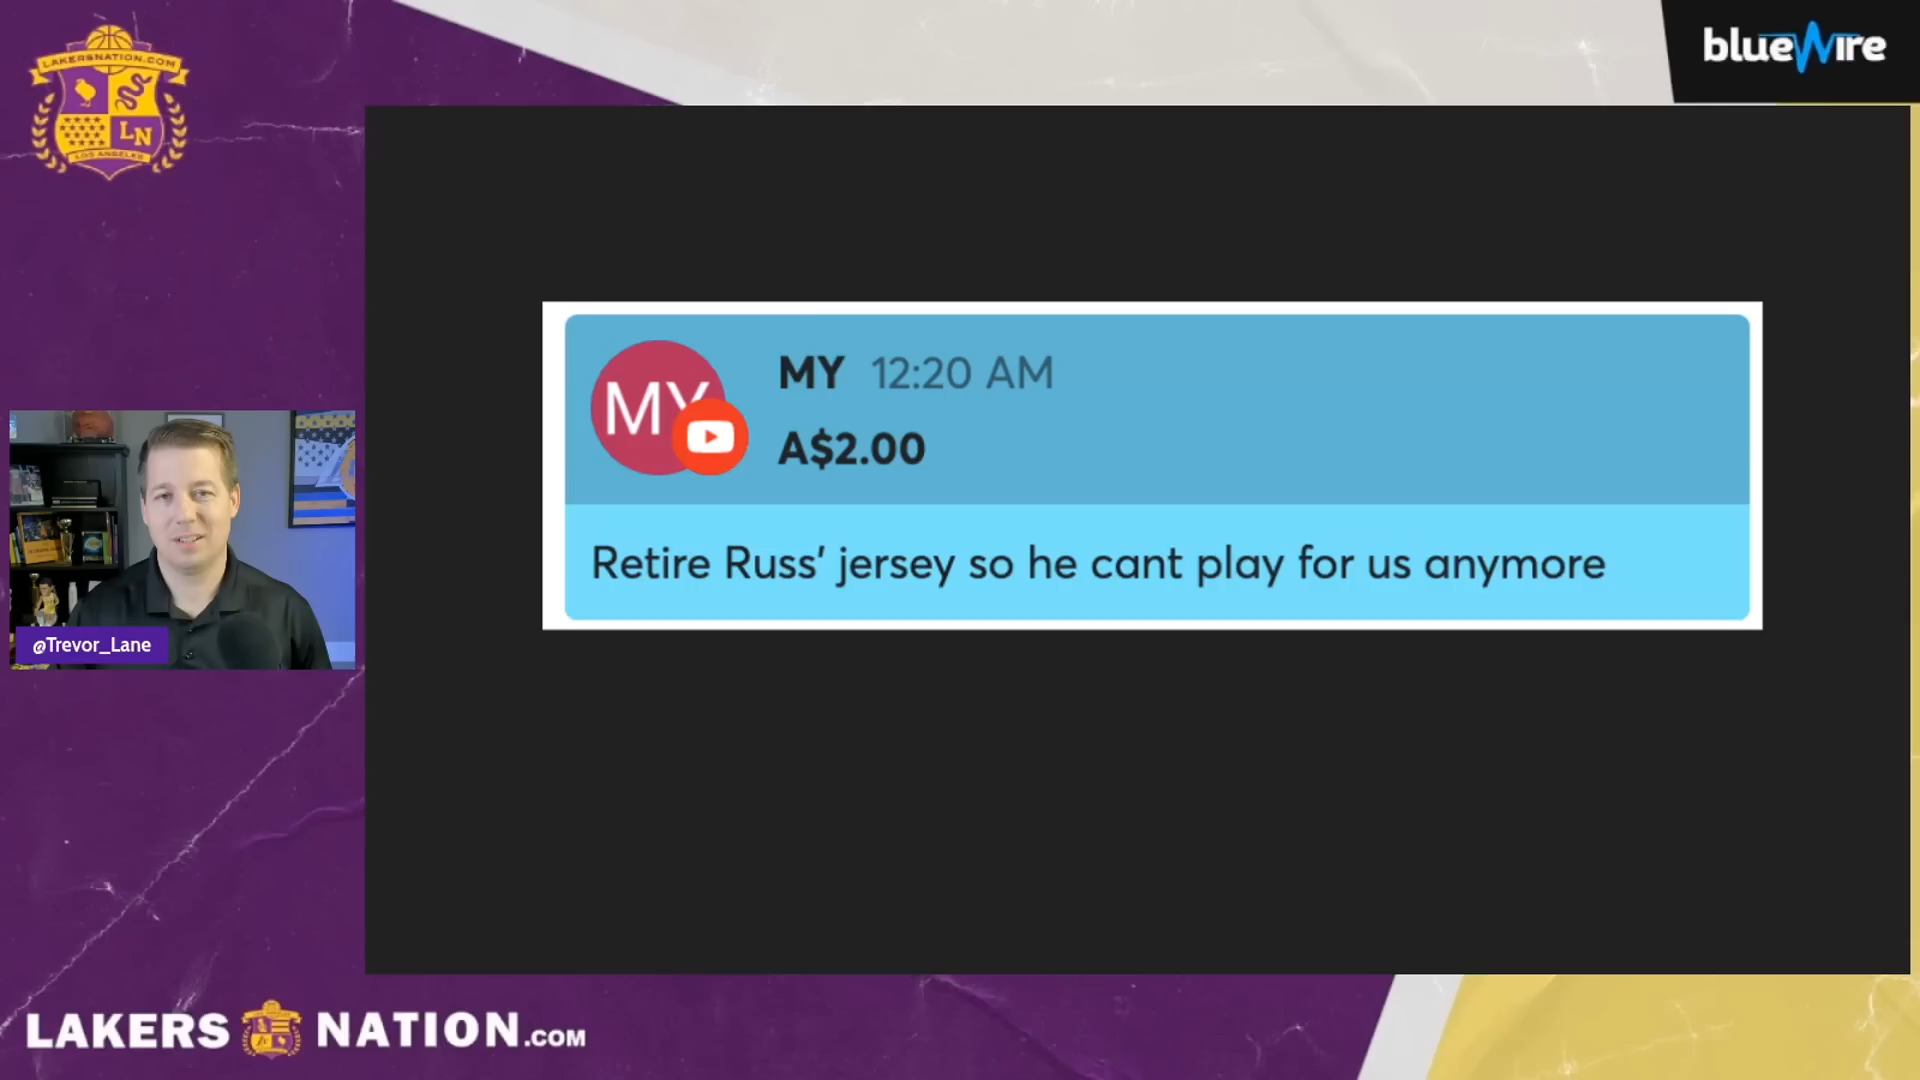 LAKERSNATION.COM
LN
LOS ANGELES
blueWire
MY
MY 12:20 AM
A$2.00
Retire Russ' jersey so he cant play for us anymore
@Trevor_Lane
LAKERS NATION.COM